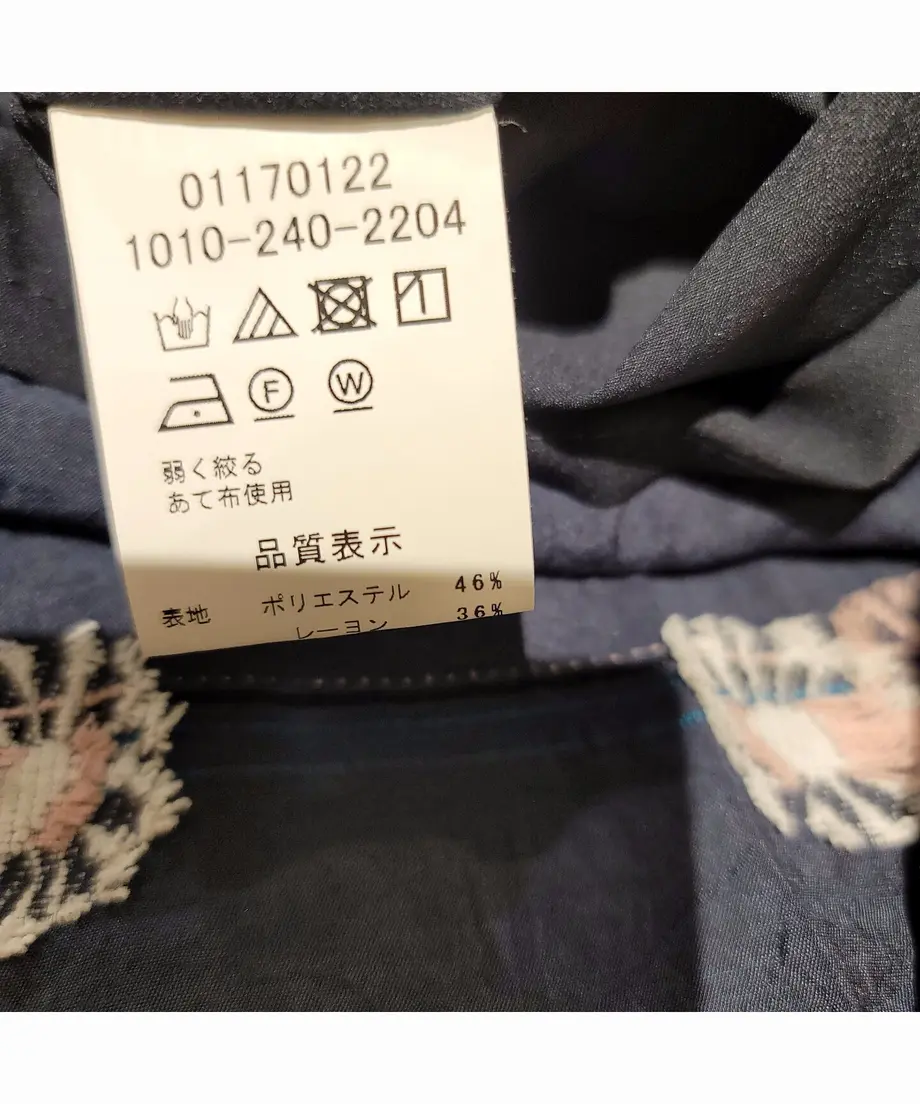 01170122
1010-240-2204
F W
弱く絞る
あて布使用
品質表示
表地 ポリエステル 46%
レーヨン 36%